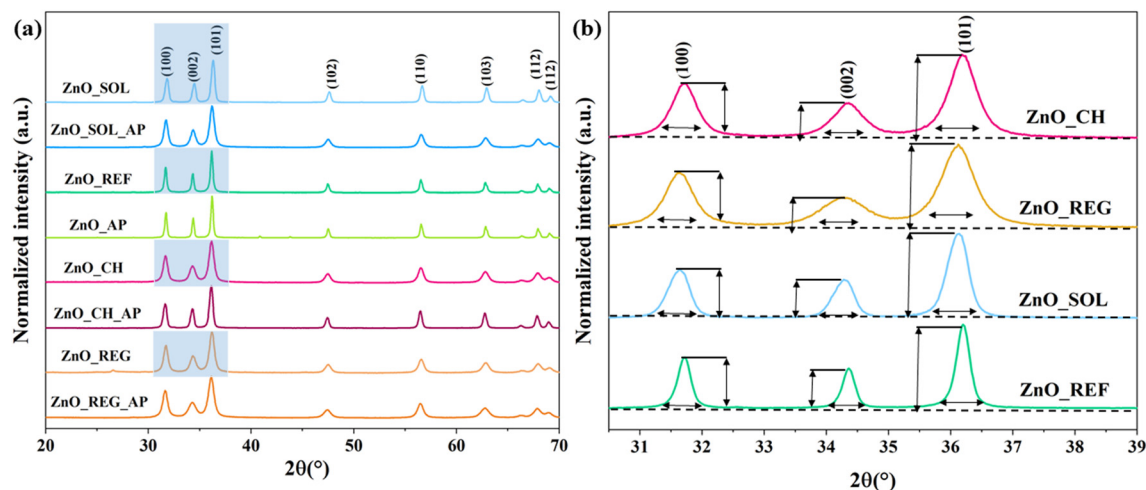 (a)
Normalized intensity (a.u.)
(100)
(002)
(101)
(102)
(110)
(103)
(112)
(112)
ZnO_SOL
ZnO_SOL_AP
ZnO_REF
ZnO_AP
ZnO_CH
ZnO_CH_AP
ZnO_REG
ZnO_REG_AP
20 30 40 50 60 70
2θ(°)
(b)
Normalized intensity (a.u.)
(100)
(002)
(101)
ZnO_CH
ZnO_REG
ZnO_SOL
ZnO_REF
31 32 33 34 35 36 37 38 39
2θ(°)